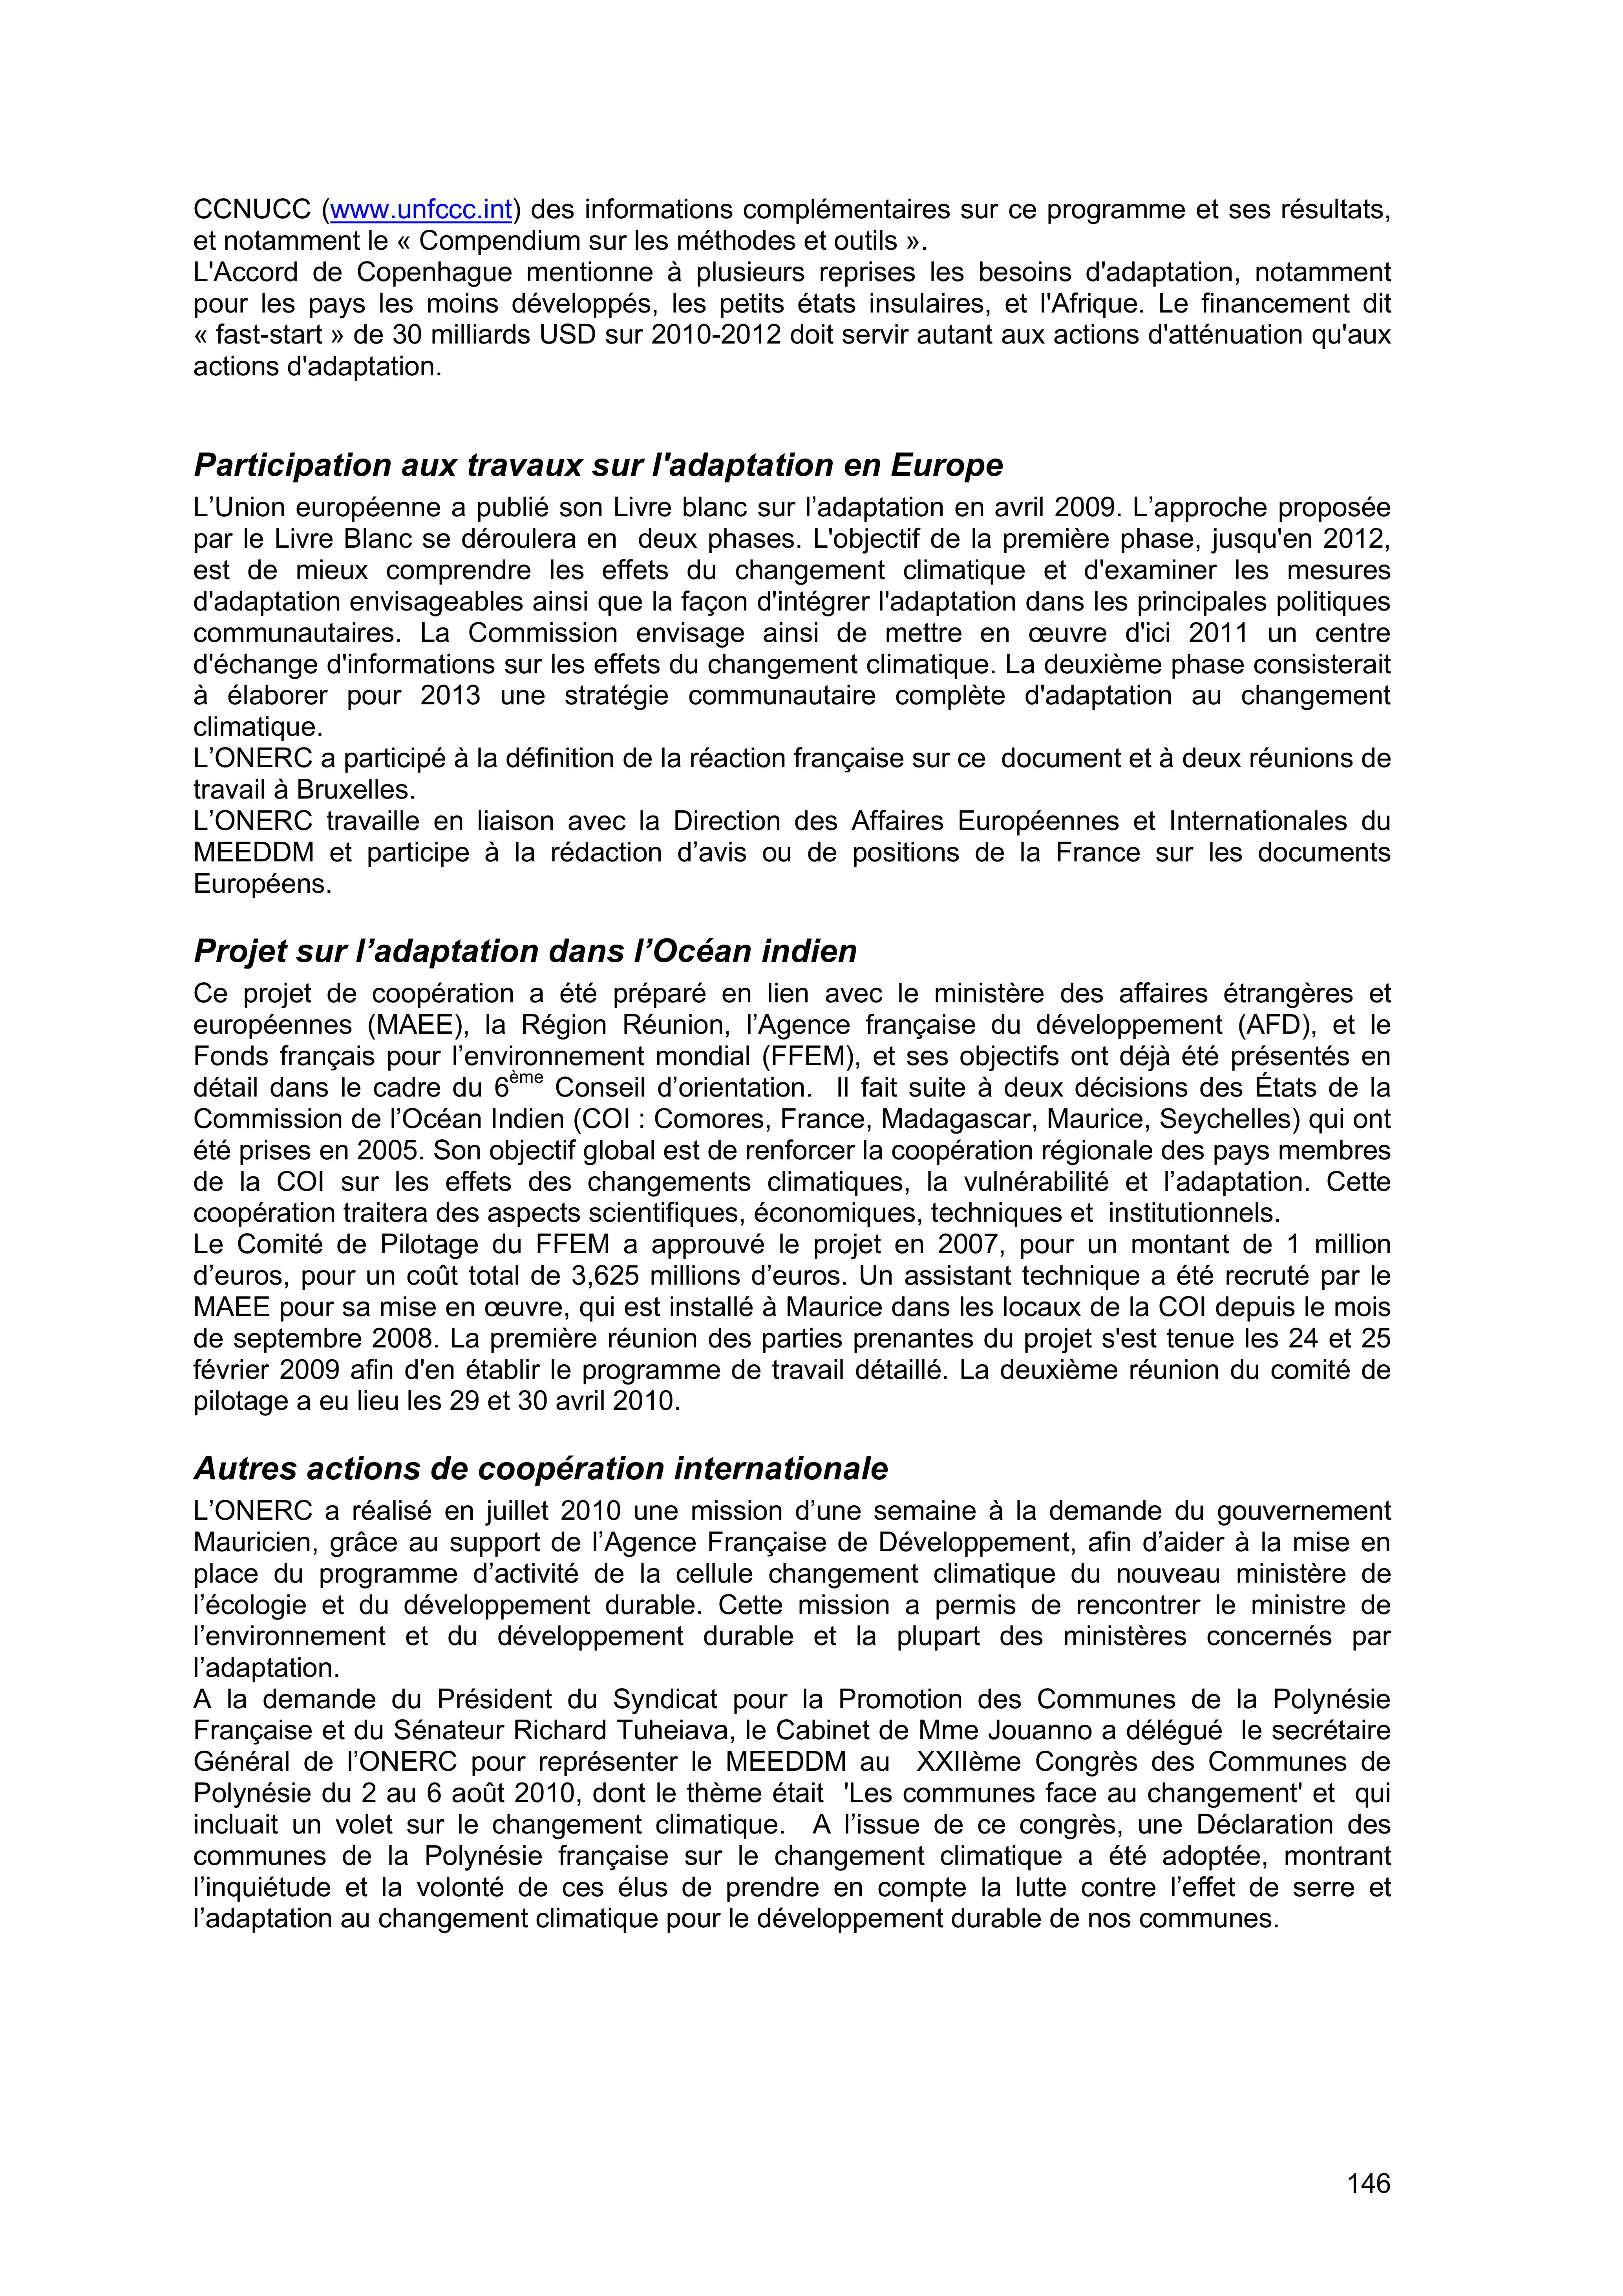 CCNUCC (www.unfccc.int) des informations complémentaires sur ce programme et ses résultats,
et notamment le « Compendium sur les méthodes et outils ».
L'Accord de Copenhague mentionne à plusieurs reprises les besoins d'adaptation, notamment
pour les pays les moins développés, les petits états insulaires, et l'Afrique. Le financement dit
« fast-start » de 30 milliards USD sur 2010-2012 doit servir autant aux actions d'atténuation qu'aux
actions d'adaptation.
Participation aux travaux sur l'adaptation en Europe
L’Union européenne a publié son Livre blanc sur l’adaptation en avril 2009. L’approche proposée
par le Livre Blanc se déroulera en  deux phases. L'objectif de la première phase, jusqu'en 2012,
est de mieux comprendre les effets du changement climatique et d'examiner les mesures
d'adaptation envisageables ainsi que la façon d'intégrer l'adaptation dans les principales politiques
communautaires. La Commission envisage ainsi de mettre en œuvre d'ici 2011 un centre
d'échange d'informations sur les effets du changement climatique. La deuxième phase consisterait
à élaborer pour 2013 une stratégie communautaire complète d'adaptation au changement
climatique.
L’ONERC a participé à la définition de la réaction française sur ce  document et à deux réunions de
travail à Bruxelles.
L’ONERC travaille en liaison avec la Direction des Affaires Européennes et Internationales du
MEEDDM et participe à la rédaction d’avis ou de positions de la France sur les documents
Européens.
Projet sur l’adaptation dans l’Océan indien
Ce projet de coopération a été préparé en lien avec le ministère des affaires étrangères et
européennes (MAEE), la Région Réunion, l’Agence française du développement (AFD), et le
Fonds français pour l’environnement mondial (FFEM), et ses objectifs ont déjà été présentés en
détail dans le cadre du 6ème Conseil d’orientation.  Il fait suite à deux décisions des États de la
Commission de l’Océan Indien (COI : Comores, France, Madagascar, Maurice, Seychelles) qui ont
été prises en 2005. Son objectif global est de renforcer la coopération régionale des pays membres
de la COI sur les effets des changements climatiques, la vulnérabilité et l’adaptation. Cette
coopération traitera des aspects scientifiques, économiques, techniques et  institutionnels.
Le Comité de Pilotage du FFEM a approuvé le projet en 2007, pour un montant de 1 million
d’euros, pour un coût total de 3,625 millions d’euros. Un assistant technique a été recruté par le
MAEE pour sa mise en œuvre, qui est installé à Maurice dans les locaux de la COI depuis le mois
de septembre 2008. La première réunion des parties prenantes du projet s'est tenue les 24 et 25
février 2009 afin d'en établir le programme de travail détaillé. La deuxième réunion du comité de
pilotage a eu lieu les 29 et 30 avril 2010.
Autres actions de coopération internationale
L’ONERC a réalisé en juillet 2010 une mission d’une semaine à la demande du gouvernement
Mauricien, grâce au support de l’Agence Française de Développement, afin d’aider à la mise en
place du programme d’activité de la cellule changement climatique du nouveau ministère de
l’écologie et du développement durable. Cette mission a permis de rencontrer le ministre de
l’environnement et du développement durable et la plupart des ministères concernés par
l’adaptation.
A la demande du Président du Syndicat pour la Promotion des Communes de la Polynésie
Française et du Sénateur Richard Tuheiava, le Cabinet de Mme Jouanno a délégué  le secrétaire
Général de l’ONERC pour représenter le MEEDDM au  XXIIème Congrès des Communes de
Polynésie du 2 au 6 août 2010, dont le thème était  'Les communes face au changement' et  qui
incluait un volet sur le changement climatique.  A l’issue de ce congrès, une Déclaration des
communes de la Polynésie française sur le changement climatique a été adoptée, montrant
l’inquiétude et la volonté de ces élus de prendre en compte la lutte contre l’effet de serre et
l’adaptation au changement climatique pour le développement durable de nos communes.
146